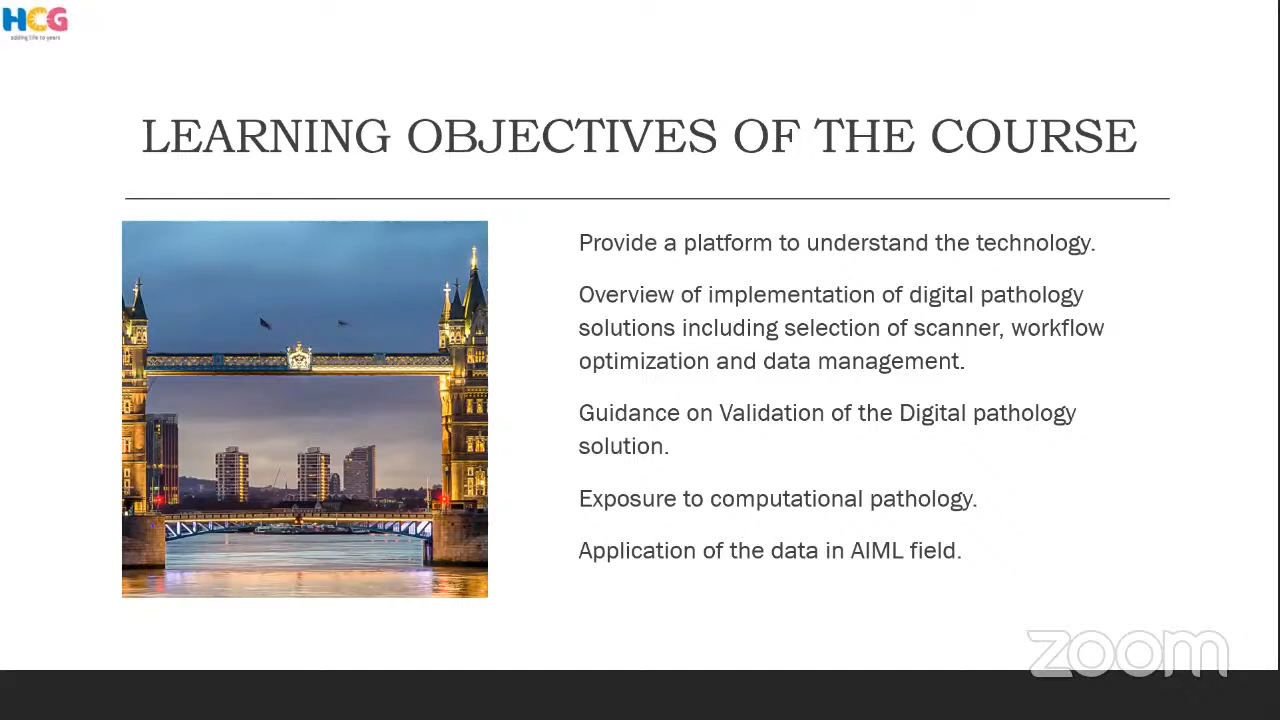 HCG
adding life to years
LEARNING OBJECTIVES OF THE COURSE
Provide a platform to understand the technology.
Overview of implementation of digital pathology
solutions including selection of scanner, workflow
optimization and data management.
Guidance on Validation of the Digital pathology
solution.
Exposure to computational pathology.
Application of the data in AIML field.
zoom